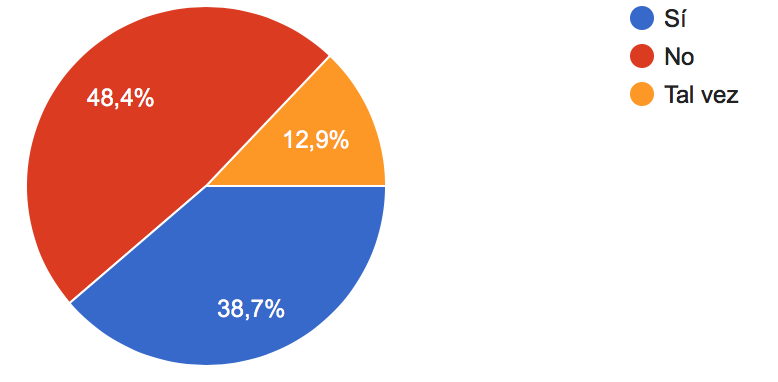 Sí
No
Tal vez
48,4%
12,9%
38,7%